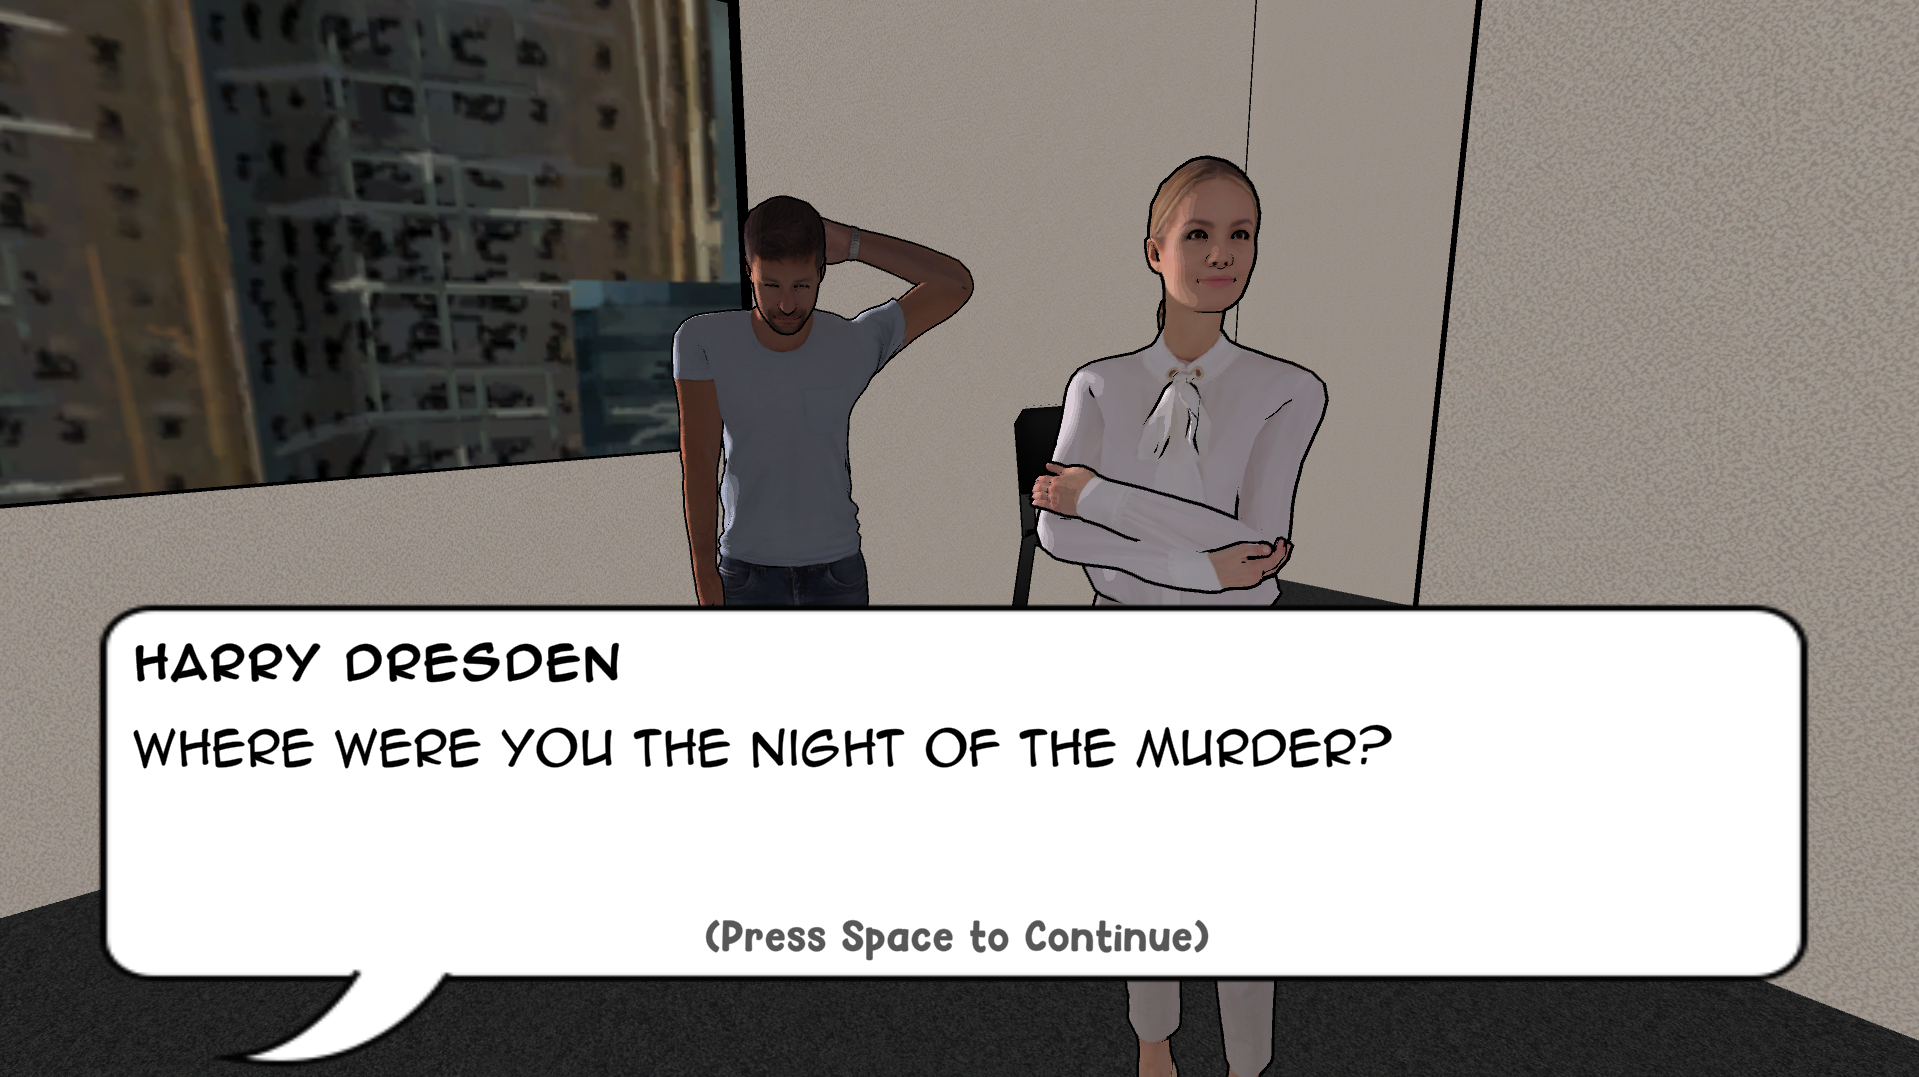 HARRY DRESDEN
WHERE WERE YOU THE NIGHT OF THE MURDER?
(Press Space to Continue)